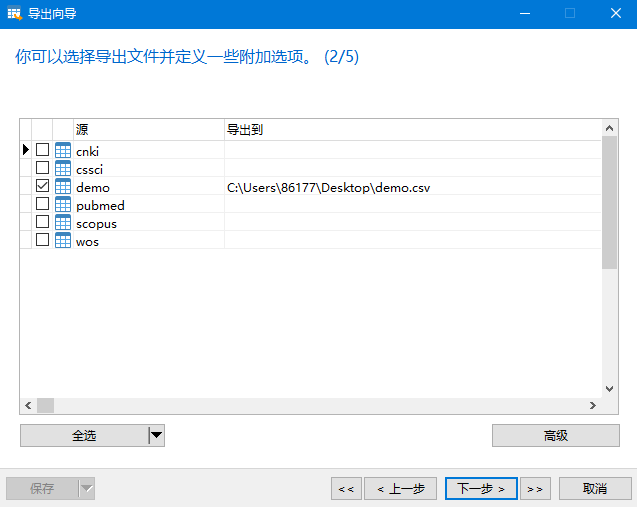 导出向导
你可以选择导出文件并定义一些附加选项。 (2/5)
源 导出到
cnki
cssci
demo C:\Users\86177\Desktop\demo.csv
pubmed
scopus
wos
全选 高级
保存 << < 上一步 下一步 > >> 取消